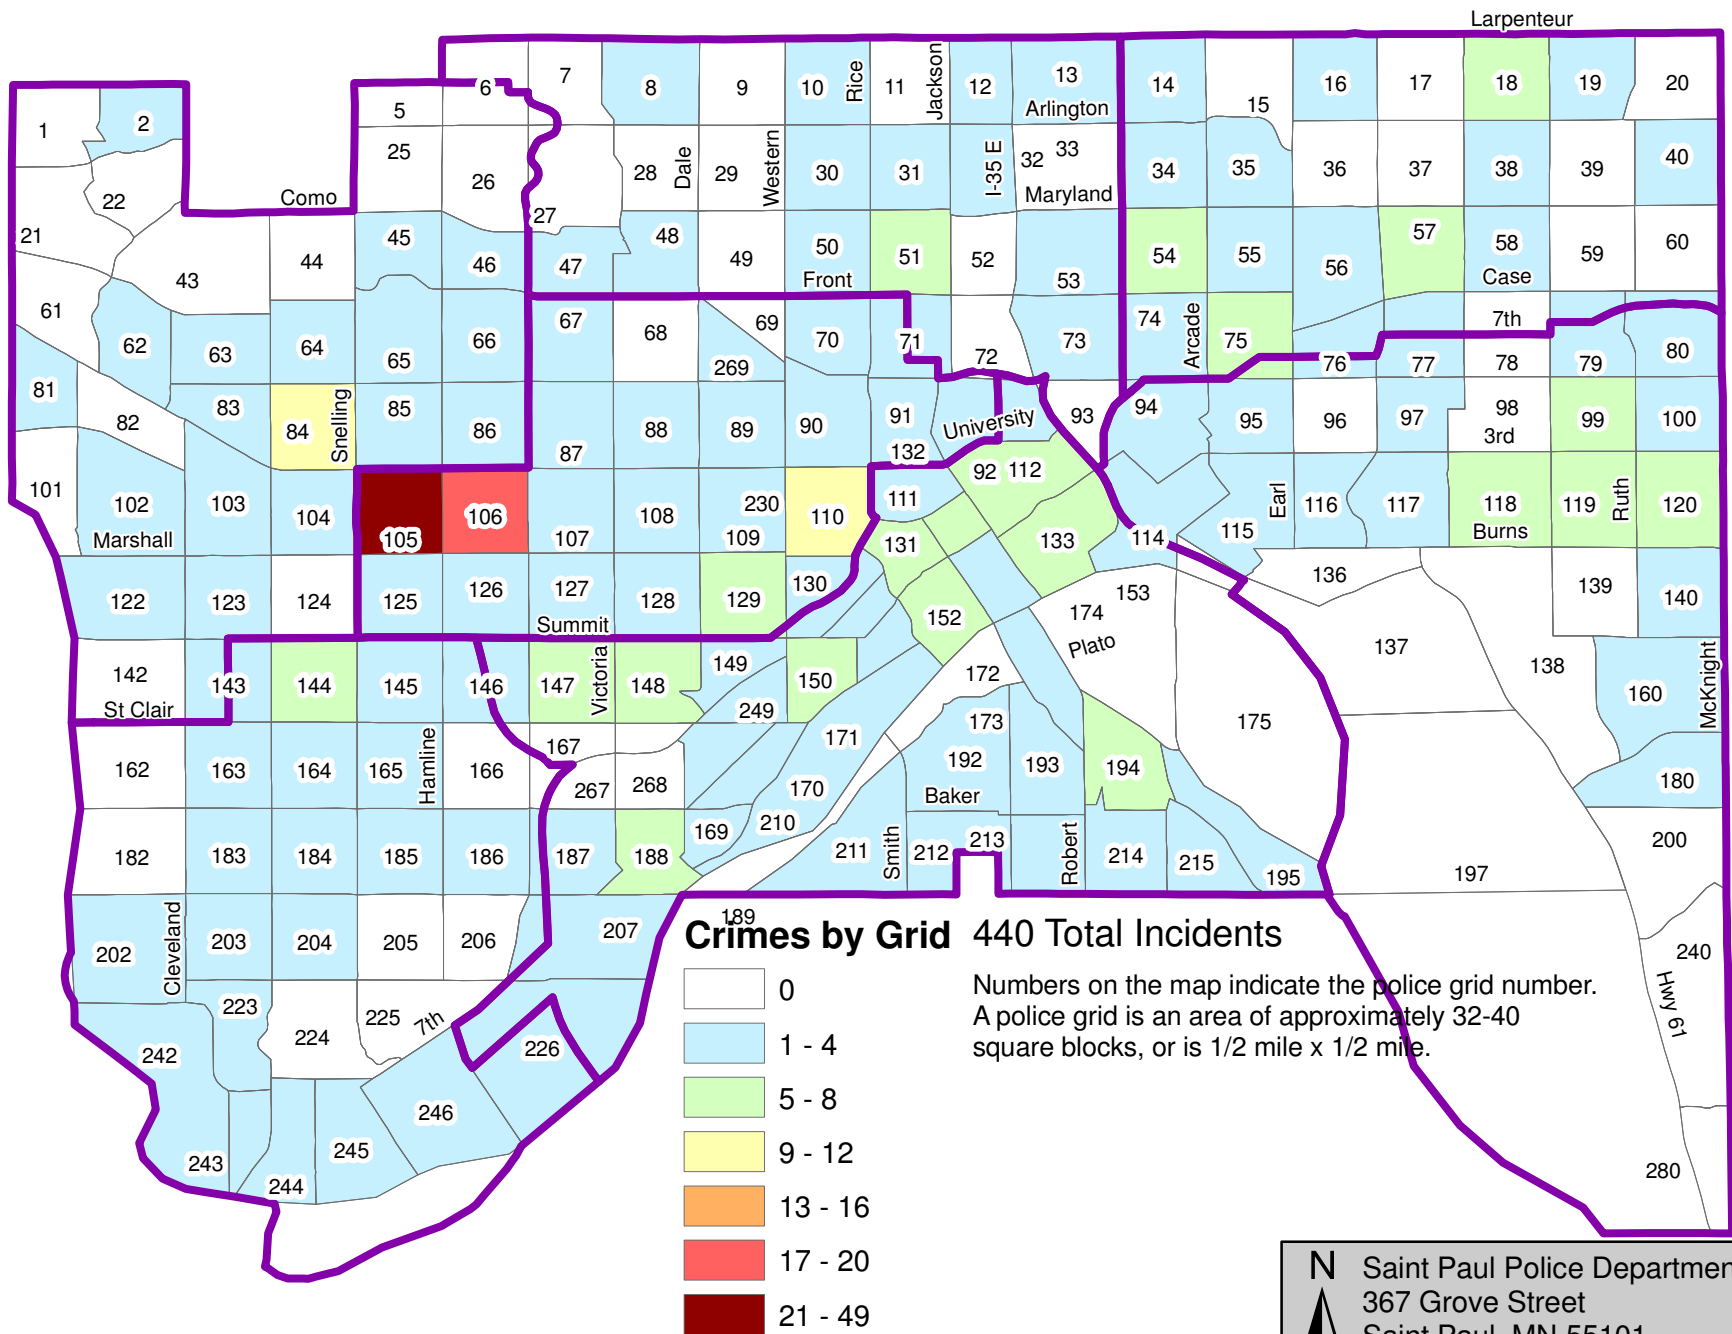 Larpenteur
6 7 8 9 10 Rice 11 Jackson 12 13 14 15 16 17 18 19 20
1 2 5 Arlington
25 26 28 Dale 29 Western 30 31 I-35 E 32 33 34 35 36 37 38 39 40
22 Como 27 Maryland
21 43 44 45 46 47 48 49 50 51 52 53 54 55 56 57 58 59 60
Front Case
61 62 63 64 65 66 67 68 69 70 71 72 73 74 Arcade 75 76 77 7th 78 79 80
269
81 82 83 84 Snelling 85 86 87 88 89 90 91 University 93 94 95 96 97 98 99 100
132 3rd
101 102 103 104 105 106 107 108 230 110 111 92 112 114 115 Earl 116 117 118 119 Ruth 120
Marshall 109 131 133 Burns
122 123 124 125 126 127 128 129 130 152 174 153 136 139 140
Summit Plato 137 138
142 143 144 145 146 147 Victoria 148 149 150 172 175 160 McKnight
St Clair 249 171 173
162 163 164 165 Hamline 166 167 267 268 170 192 193 194 180
Baker
182 183 184 185 186 187 188 169 210 211 Smith 212 213 Robert 214 215 195 197 200
202 Cleveland 203 204 205 206 207 189 240
223 224 225 7th Hwy 61
242 226
243 244 245 246 280
Crimes by Grid
440 Total Incidents
Numbers on the map indicate the police grid number.
A police grid is an area of approximately 32-40
square blocks, or is 1/2 mile x 1/2 mile.
0
1 - 4
5 - 8
9 - 12
13 - 16
17 - 20
21 - 49
N
Saint Paul Police Departmen
367 Grove Street
Saint Paul, MN 55101